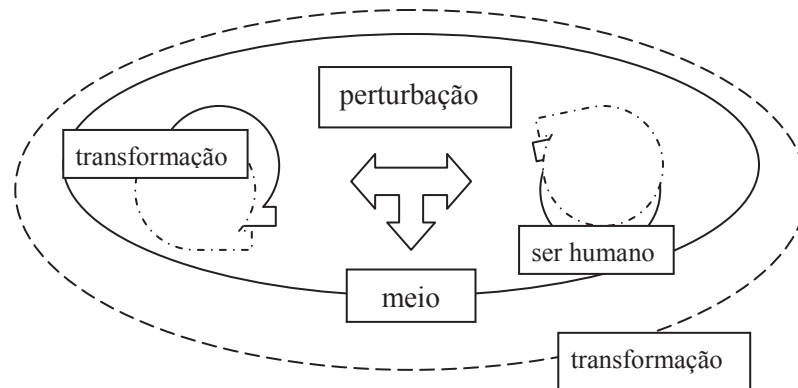 perturbação
transformação
ser humano
meio
transformação